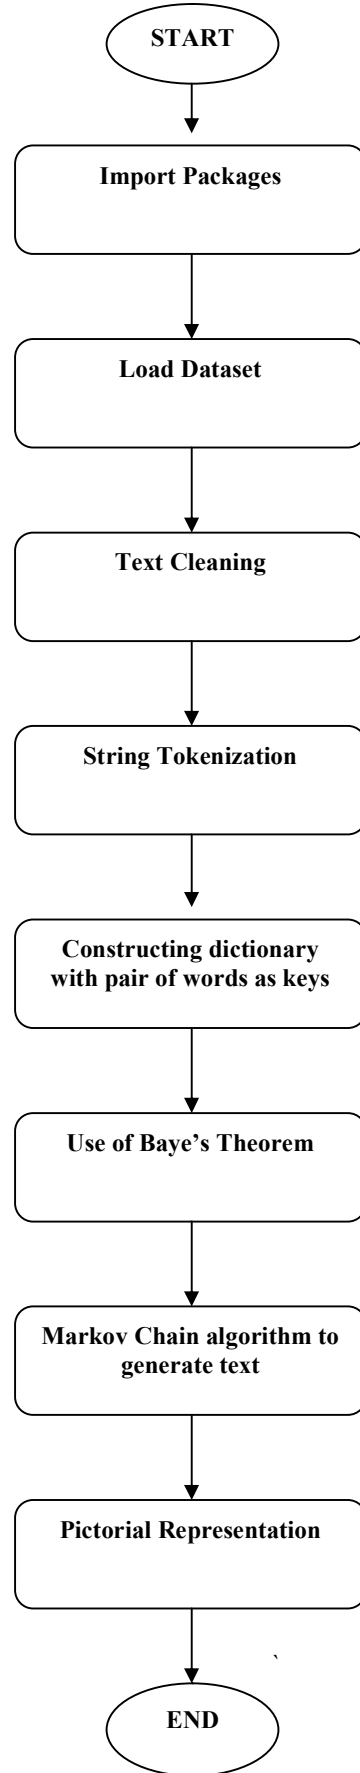 START
Import Packages
Load Dataset
Text Cleaning
String Tokenization
Constructing dictionary
with pair of words as keys
Use of Baye’s Theorem
Markov Chain algorithm to
generate text
Pictorial Representation
`
END